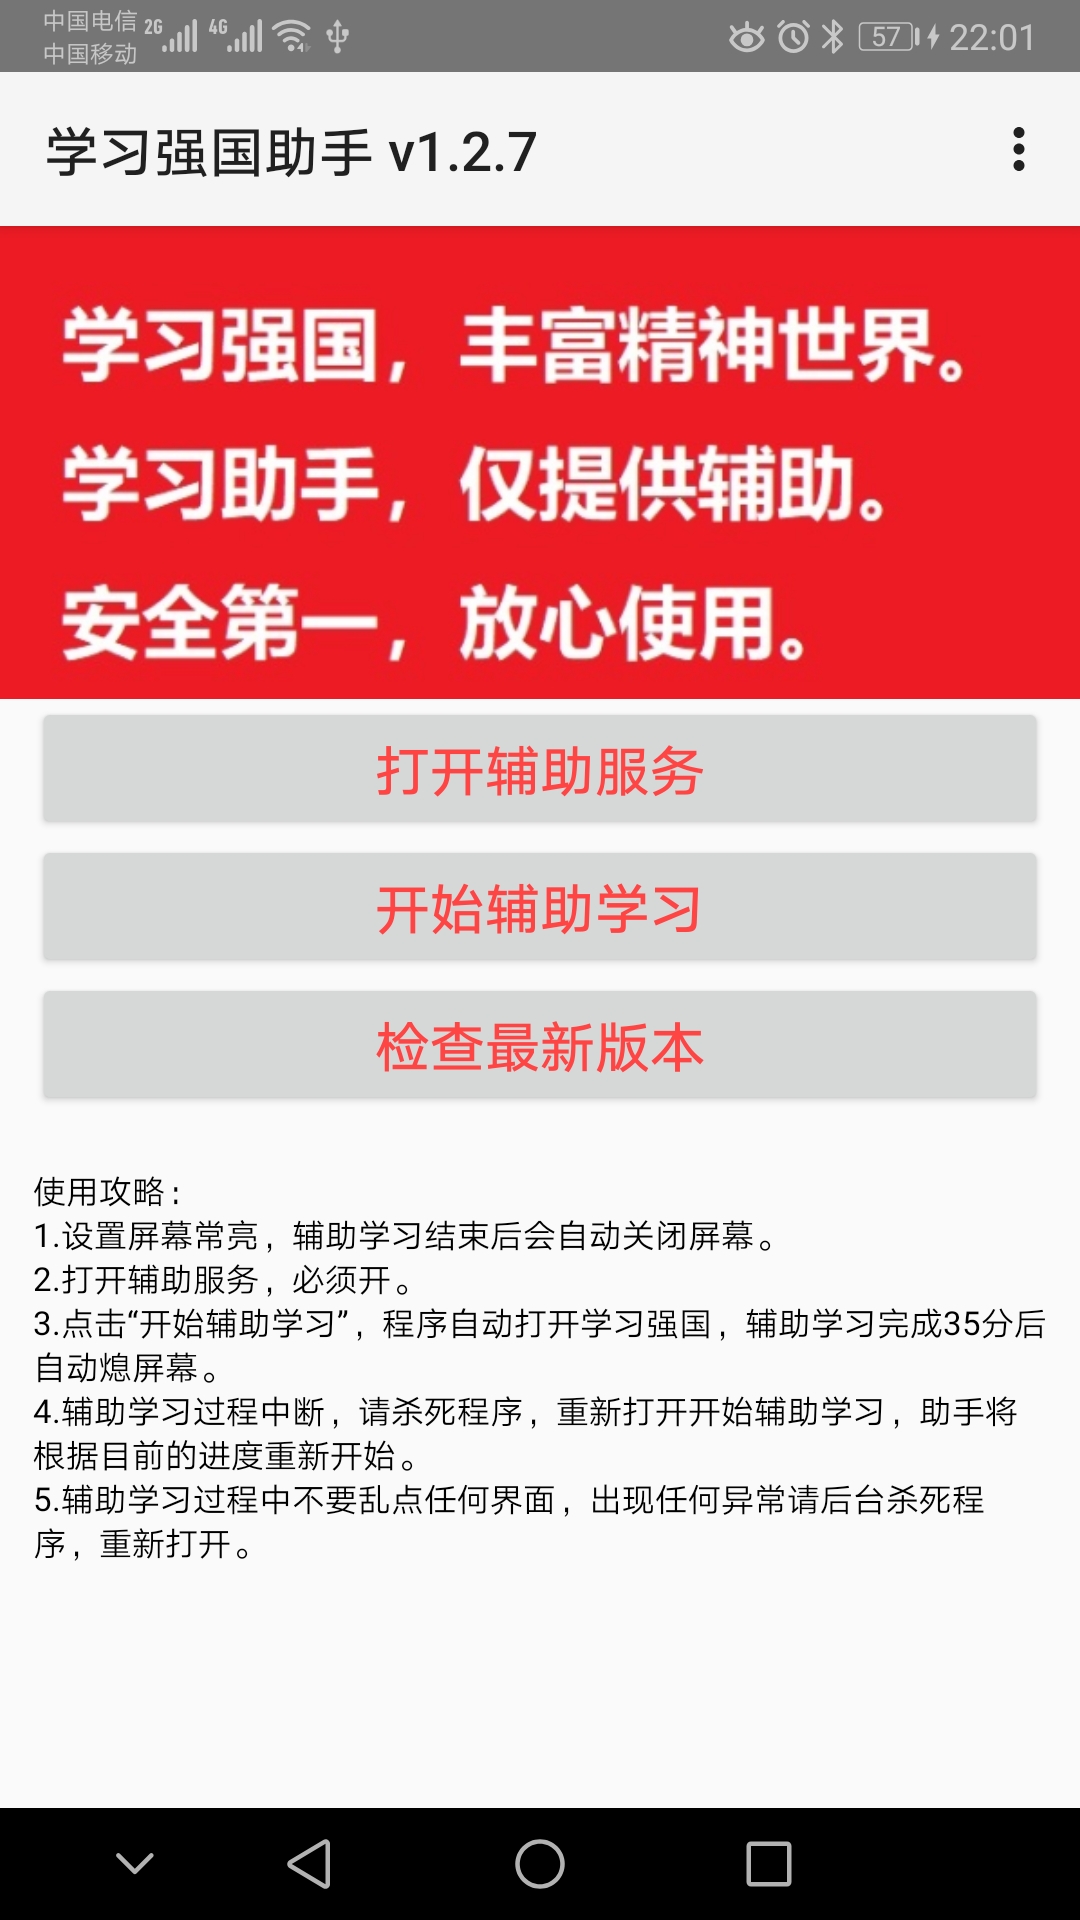 中国电信 2G 4G 57 22:01
中国移动
学习强国助手 v1.2.7
学习强国，丰富精神世界。
学习助手，仅提供辅助。
安全第一，放心使用。
打开辅助服务
开始辅助学习
检查最新版本
使用攻略：
1.设置屏幕常亮，辅助学习结束后会自动关闭屏幕。
2.打开辅助服务，必须开。
3.点击“开始辅助学习”，程序自动打开学习强国，辅助学习完成35分后
自动熄屏幕。
4.辅助学习过程中断，请杀死程序，重新打开开始辅助学习，助手将
根据目前的进度重新开始。
5.辅助学习过程中不要乱点任何界面，出现任何异常请后台杀死程
序，重新打开。